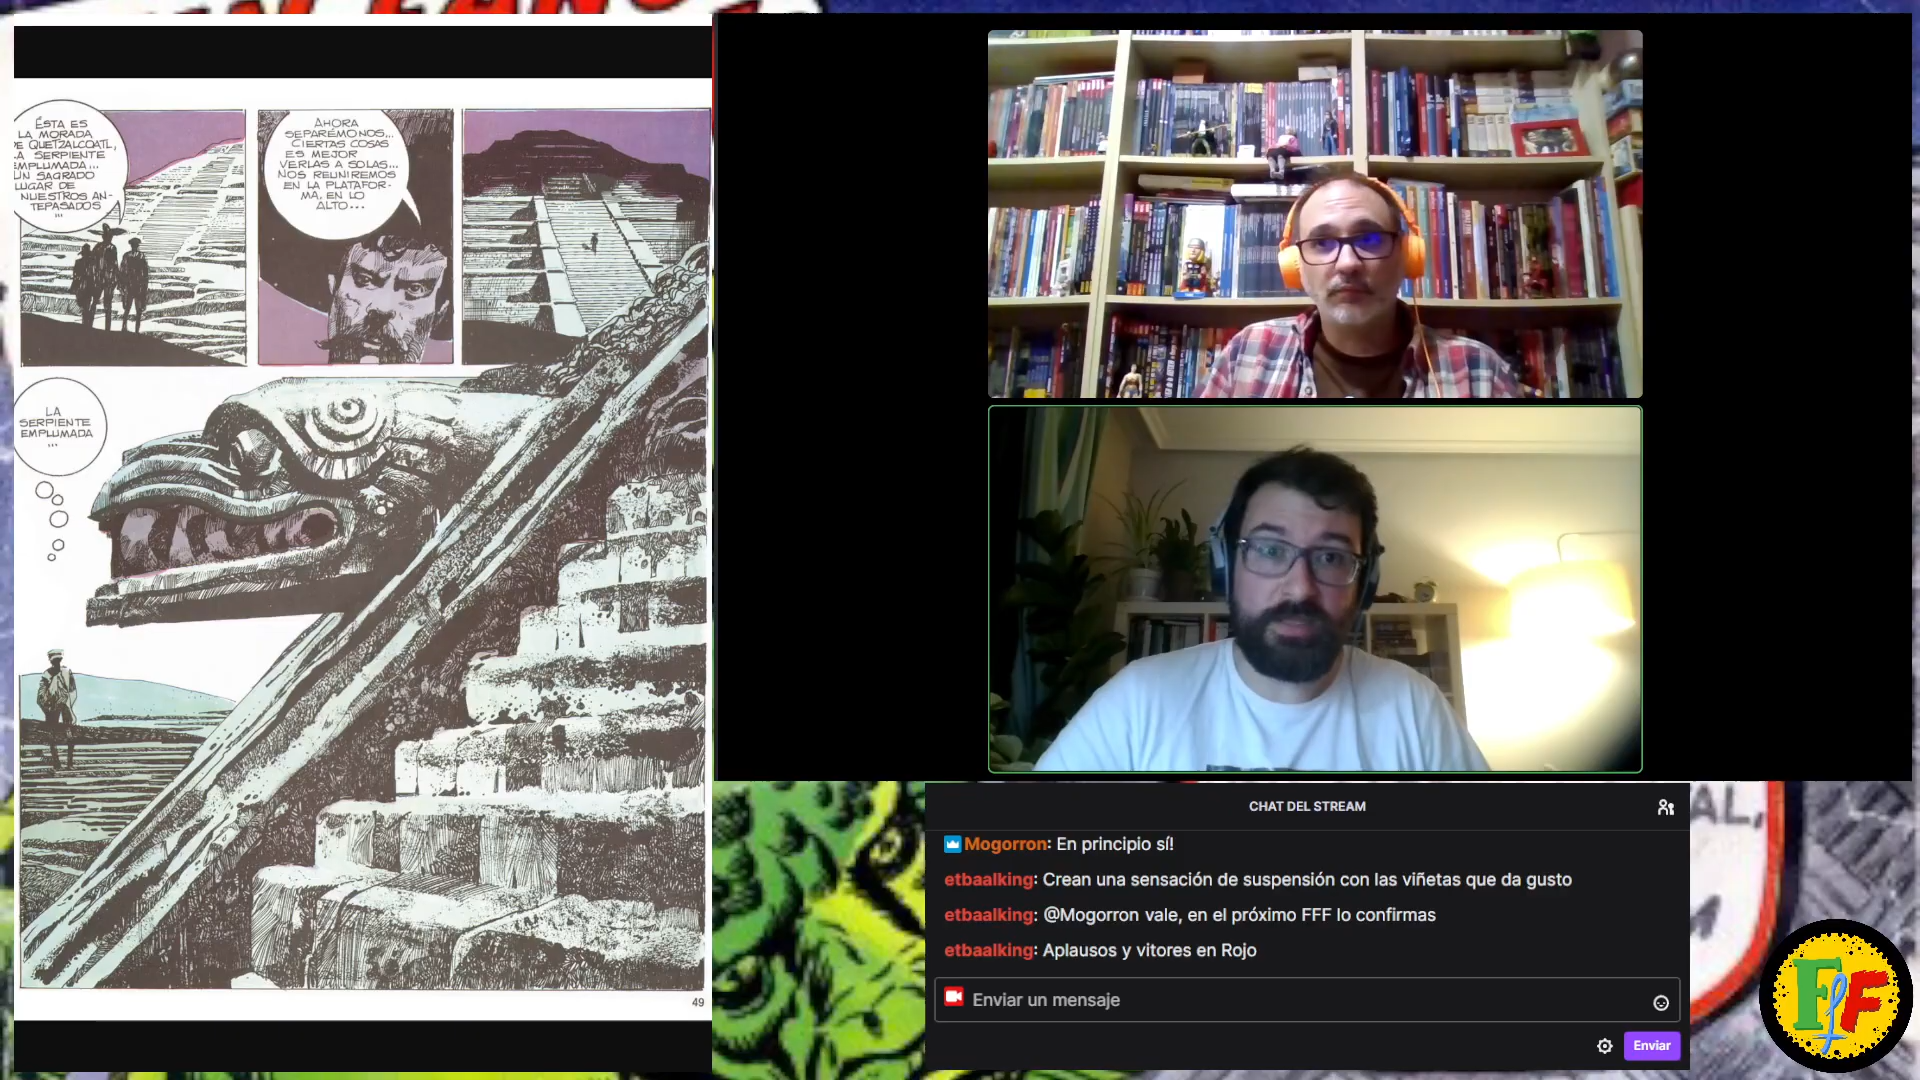 ÉSTA ES
LA MORADA
DE QUETZALCOATL,
LA SERPIENTE
EMPLUMADA...
UN SAGRADO
LUGAR DE
NUESTROS AN-
TEPASADOS
...
AHORA
SEPARÉMONOS...
CIERTAS COSAS
ES MEJOR
VERLAS A SOLAS...
NOS REUNIREMOS
EN LA PLATAFOR-
MA, EN LO
ALTO...
LA
SERPIENTE
EMPLUMADA
...
49
CHAT DEL STREAM
Mogorron: En principio sí!
etbaalking: Crean una sensación de suspensión con las viñetas que da gusto
etbaalking: @Mogorron vale, en el próximo FFF lo confirmas
etbaalking: Aplausos y vitores en Rojo
Enviar un mensaje
Enviar
AL,
FfF